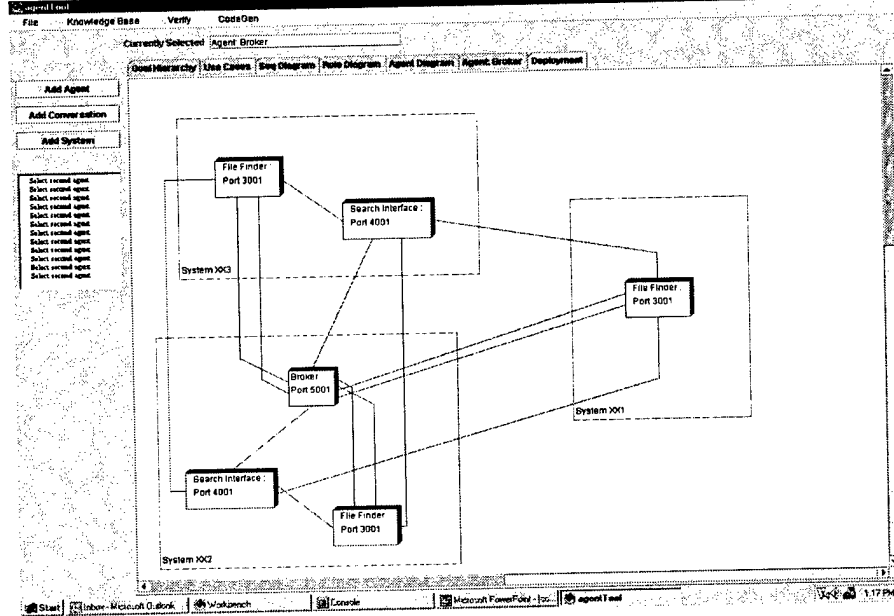 agentTool
File Knowledge Base Verify CodeGen
Currently Selected Agent: Broker
Goal Hierarchy Use Cases Seq Diagram Role Diagram Agent Diagram Agent: Broker Deployment
Add Agent
Add Conversation
Add System
Select second agent
Select second agent
Select second agent
Select second agent
Select second agent
Select second agent
Select second agent
Select second agent
Select second agent
Select second agent
Select second agent
Select second agent
File Finder :
Port 3001
Search Interface :
Port 4001
System XX3
File Finder :
Port 3001
System XX1
Broker
Port 5001
Search Interface :
Port 4001
File Finder
Port 3001
System XX2
Start Inbox - Microsoft Outlook Workbench Console Microsoft PowerPoint - agentTool